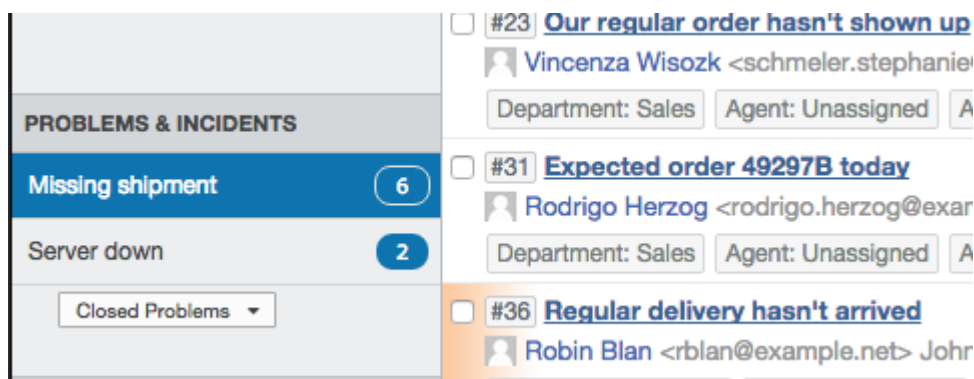 PROBLEMS & INCIDENTS
Missing shipment 6
Server down 2
Closed Problems
#23 Our regular order hasn't shown up
Vincenza Wisozk <schmeler.stephanie
Department: Sales Agent: Unassigned A
#31 Expected order 49297B today
Rodrigo Herzog <rodrigo.herzog@exam
Department: Sales Agent: Unassigned A
#36 Regular delivery hasn't arrived
Robin Blan <rblan@example.net> John